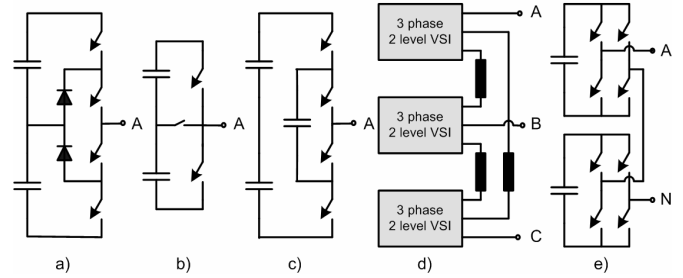 A
A
A
3 phase
2 level VSI
A
3 phase
2 level VSI
B
3 phase
2 level VSI
C
A
N
a)
b)
c)
d)
e)